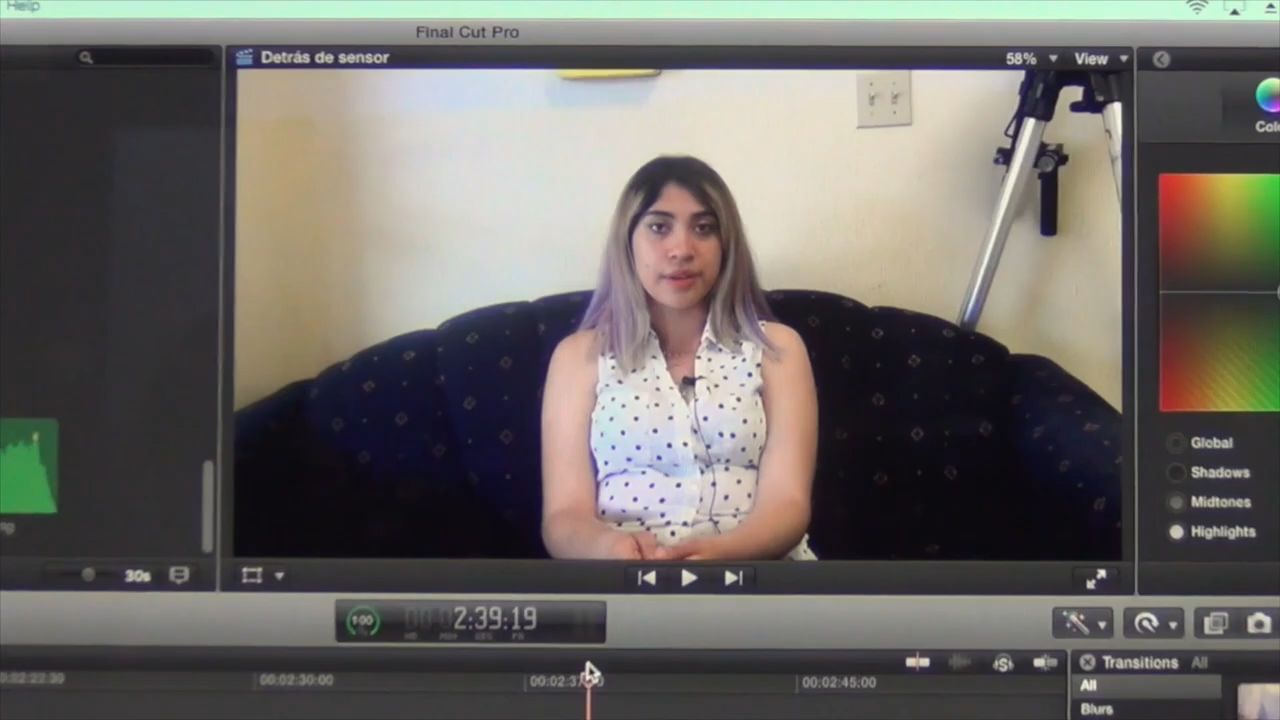 Help
Final Cut Pro
Detrás de sensor
58%
View
Global
Shadows
Midtones
Highlights
30s
100
2:39:19
00:02:30:00
00:02:45:00
Transitions
All
All
Blurs